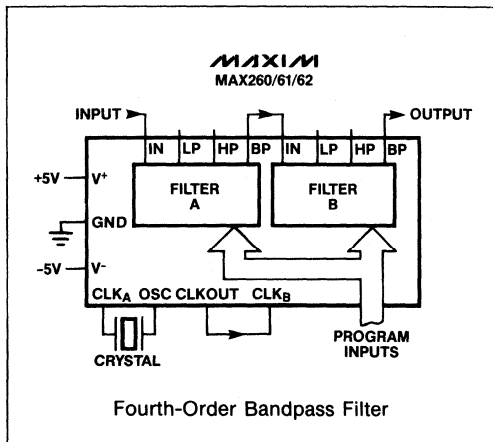 MAXIM
MAX260/61/62
INPUT
OUTPUT
IN LP HP BP IN LP HP BP
FILTER A
FILTER B
+5V V+
GND
-5V V-
CLKA OSC CLKOUT CLKB
CRYSTAL
PROGRAM INPUTS
Fourth-Order Bandpass Filter